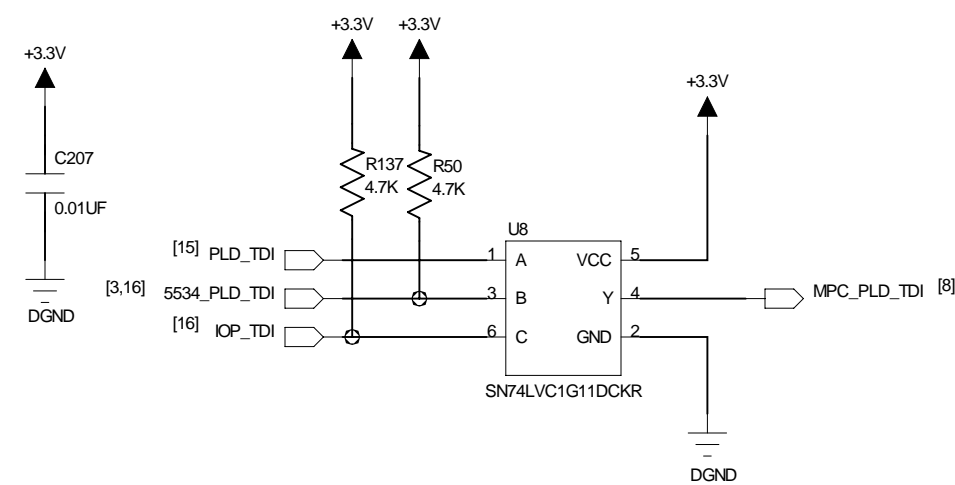 +3.3V +3.3V
+3.3V
+3.3V
C207
0.01UF
DGND
R137
4.7K
R50
4.7K
U8
[15] PLD_TDI
1
A
VCC
5
[3,16] 5534_PLD_TDI
3
B
Y
4
MPC_PLD_TDI [8]
[16] IOP_TDI
6
C
GND
2
SN74LVC1G11DCKR
DGND